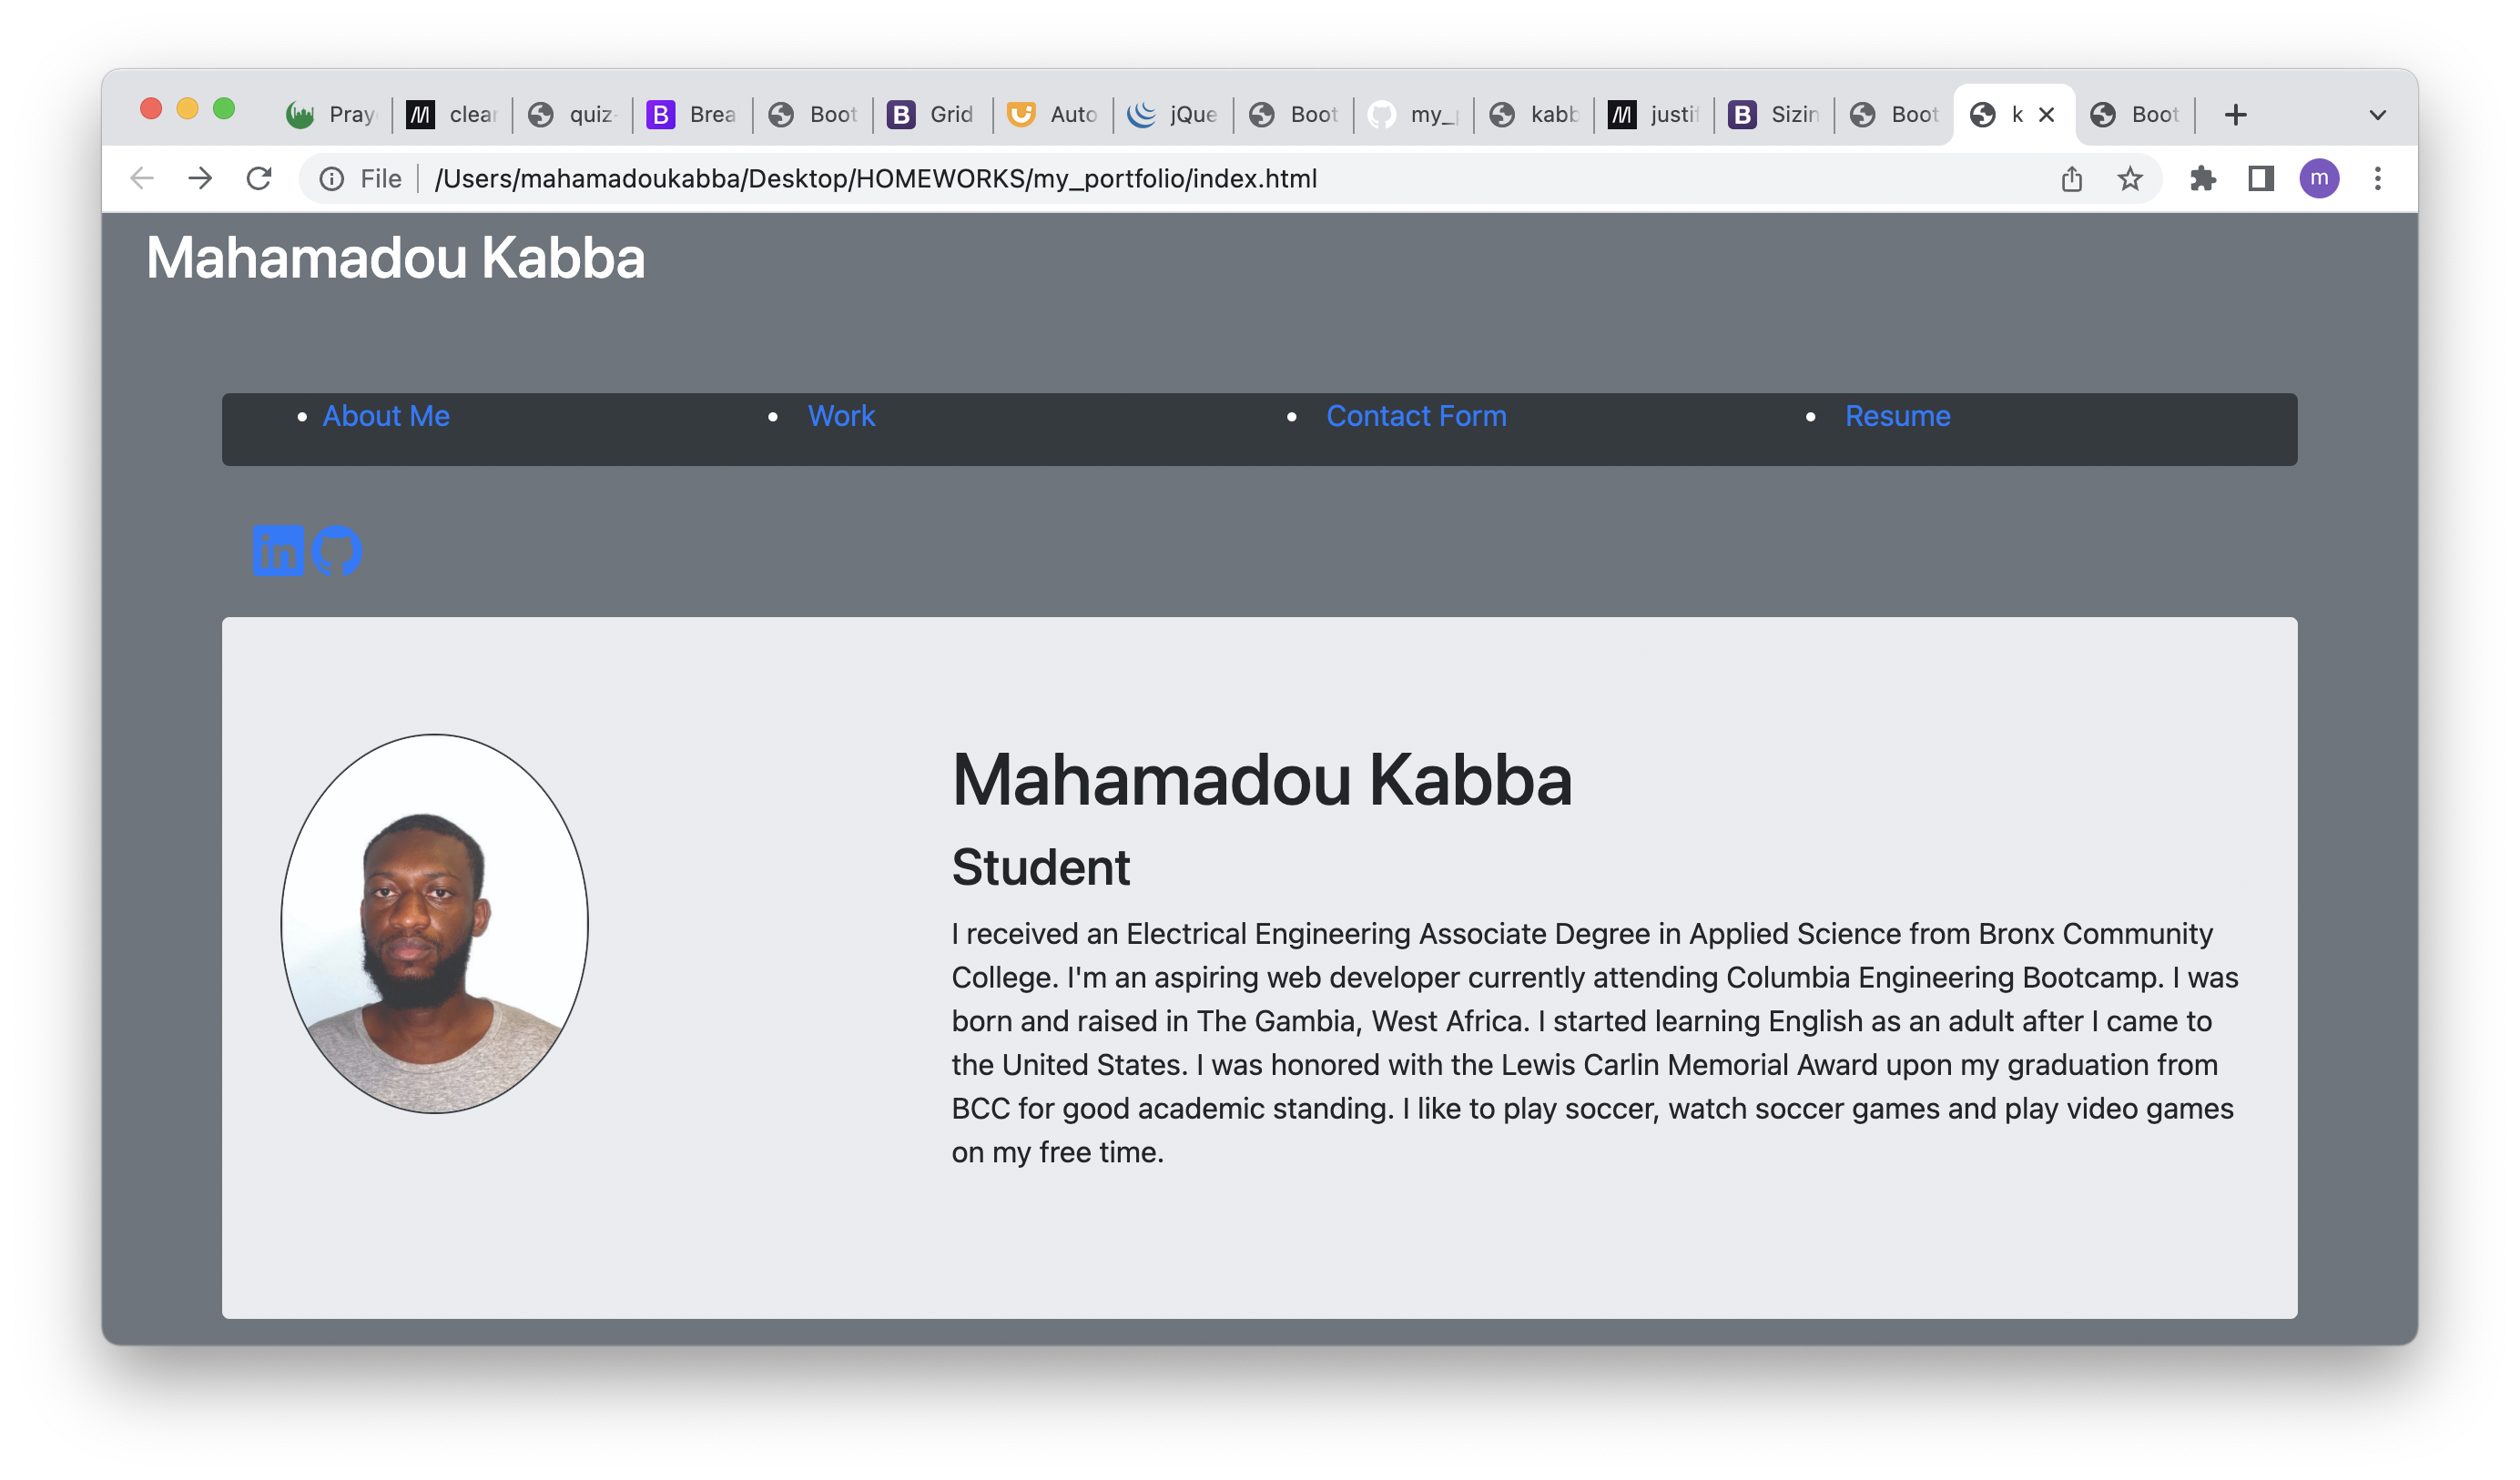 Pray
clear
quiz-
Brea
Boot
Grid
Auto
jQue
Boot
my_
kabb
justif
Sizin
Boot
k
Boot
File
/Users/mahamadoukabba/Desktop/HOMEWORKS/my_portfolio/index.html
m
Mahamadou Kabba
About Me
Work
Contact Form
Resume
in
Mahamadou Kabba
Student
I received an Electrical Engineering Associate Degree in Applied Science from Bronx Community
College. I'm an aspiring web developer currently attending Columbia Engineering Bootcamp. I was
born and raised in The Gambia, West Africa. I started learning English as an adult after I came to
the United States. I was honored with the Lewis Carlin Memorial Award upon my graduation from
BCC for good academic standing. I like to play soccer, watch soccer games and play video games
on my free time.